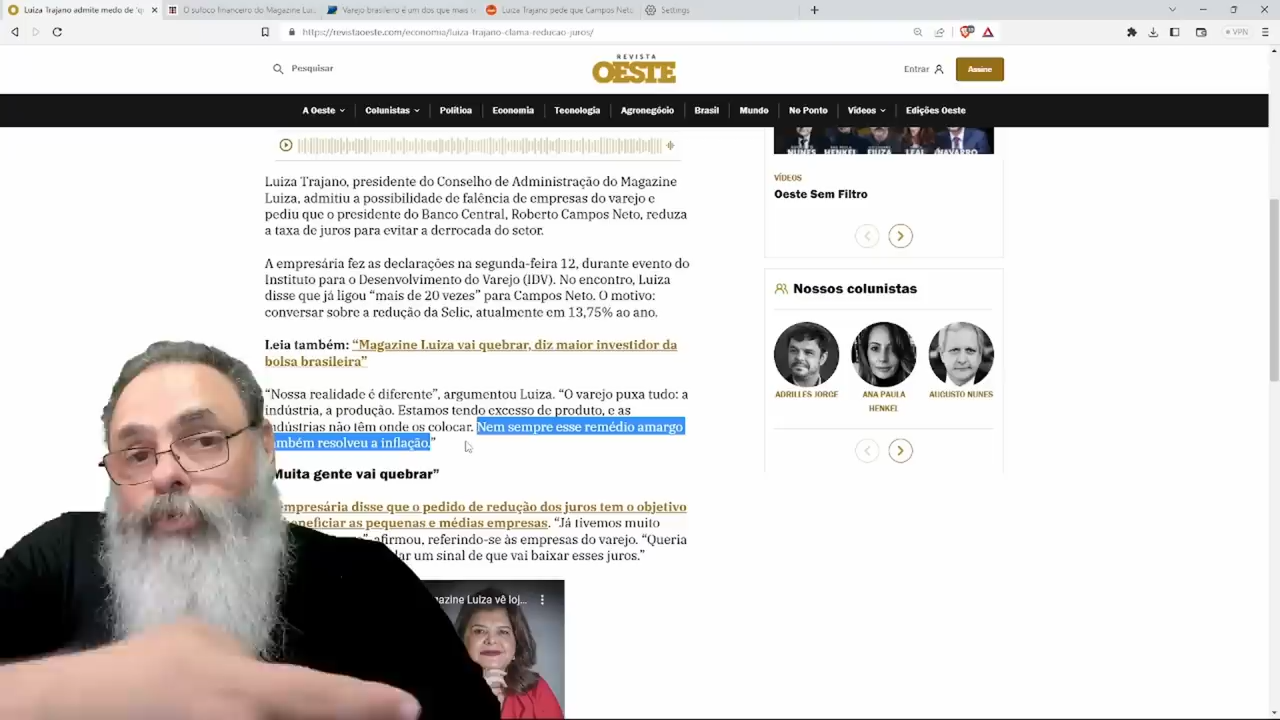 Luiza Trajano admite medo de 'q
O sufoco financeiro do Magazine Lui
Varejo brasileiro é um dos que mais
Luiza Trajano pede que Campos Neto
Settings
https://revistaoeste.com/economia/luiza-trajano-clama-reducao-juros/
VPN
Pesquisar
REVISTA
OESTE
Entrar
Assine
A Oeste
Colunistas
Política
Economia
Tecnologia
Agronegócio
Brasil
Mundo
No Ponto
Vídeos
Edições Oeste
Luiza Trajano, presidente do Conselho de Administração do Magazine
Luiza, admitiu a possibilidade de falência de empresas do varejo e
pediu que o presidente do Banco Central, Roberto Campos Neto, reduza
a taxa de juros para evitar a derrocada do setor.
A empresária fez as declarações na segunda-feira 12, durante evento do
Instituto para o Desenvolvimento do Varejo (IDV). No encontro, Luiza
disse que já ligou “mais de 20 vezes” para Campos Neto. O motivo:
conversar sobre a redução da Selic, atualmente em 13,75% ao ano.
Leia também: “Magazine Luiza vai quebrar, diz maior investidor da
bolsa brasileira”
“Nossa realidade é diferente”, argumentou Luiza. “O varejo puxa tudo: a
indústria, a produção. Estamos tendo excesso de produto, e as
indústrias não têm onde os colocar. Nem sempre esse remédio amargo
ambém resolveu a inflação.”
Muita gente vai quebrar”
empresária disse que o pedido de redução dos juros tem o objetivo
eneficiar as pequenas e médias empresas. “Já tivemos muito
afirmou, referindo-se às empresas do varejo. “Queria
dar um sinal de que vai baixar esses juros.”
azine Luiza vê loj...
NUNES
HENKEL
FIUZA
LEAL
NAVARRO
VÍDEOS
Oeste Sem Filtro
Nossos colunistas
ADRILLES JORGE
ANA PAULA
HENKEL
AUGUSTO NUNES